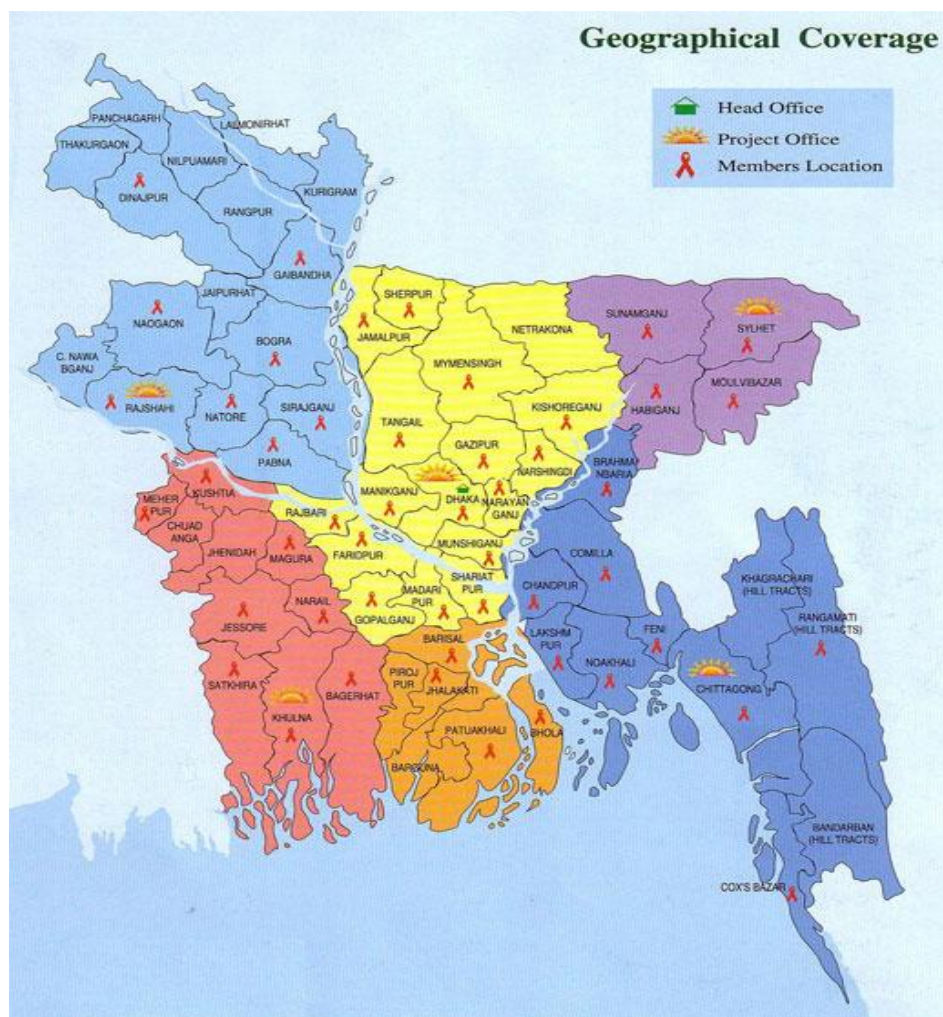 Geographical Coverage
Head Office
Project Office
Members Location
PANCHAGARH
LALMONIRHAT
THAKURGAON
NILPUAMARI
DINAJPUR
KURIGRAM
RANGPUR
GAIBANDHA
JAIPURHAT
NAOGAON
BOGRA
C. NAWA
BGANJ
RAJSHAHI
NATORE
SIRAJGANJ
PABNA
SHERPUR
JAMALPUR
NETRAKONA
MYMENSINGH
KISHOREGANJ
TANGAIL
GAZIPUR
NARSHINGDI
MANIKGANJ
DHAKA
NARAYAN
GANJ
MUNSHIGANJ
RAJBARI
FARIDPUR
SHARIAT
PUR
MADARI
PUR
GOPALGANJ
SUNAMGANJ
SYLHET
HABIGANJ
MOULVIBAZAR
KUSHTIA
MEHER
PUR
CHUAD
ANGA
JHENIDAH
MAGURA
NARAIL
JESSORE
SATKHIRA
KHULNA
BAGERHAT
BARISAL
PIROJ
PUR
JHALAKATI
PATUAKHALI
BARGUNA
BHOLA
BRAHMA
NBARIA
COMILLA
CHANDPUR
LAKSHM
PUR
FENI
NOAKHALI
KHAGRACHARI
(HILL TRACTS)
RANGAMATI
(HILL TRACTS)
CHITTAGONG
BANDARBAN
(HILL TRACTS)
COX'S BAZAR